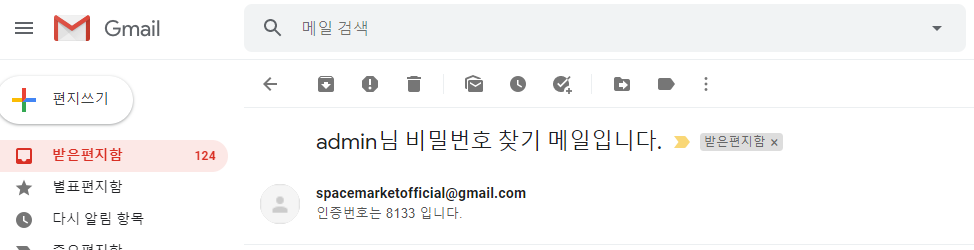 Gmail
메일 검색
편지쓰기
받은편지함 124
별표편지함
다시 알림 항목
admin님 비밀번호 찾기 메일입니다.
받은편지함 ×
spacemarketofficial@gmail.com
인증번호는 8133 입니다.